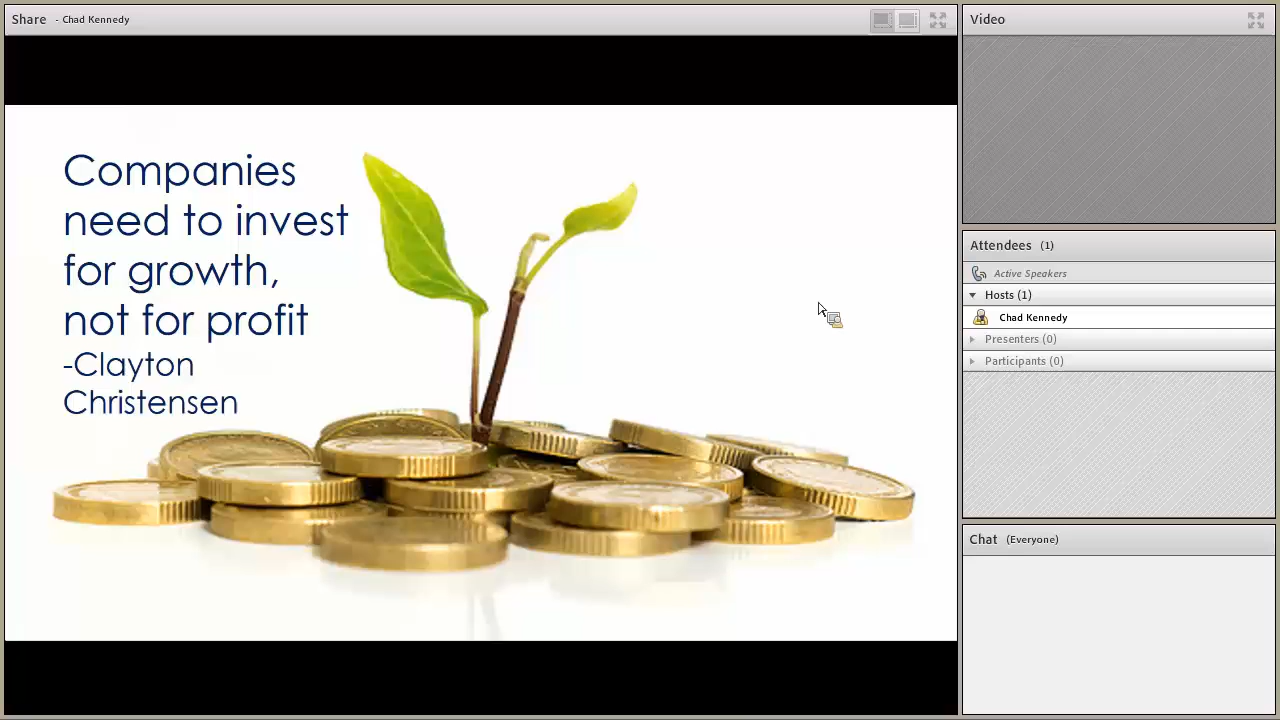 Share - Chad Kennedy
Companies
need to invest
for growth,
not for profit
-Clayton
Christensen
Video
Attendees (1)
Active Speakers
Hosts (1)
Chad Kennedy
Presenters (0)
Participants (0)
Chat (Everyone)